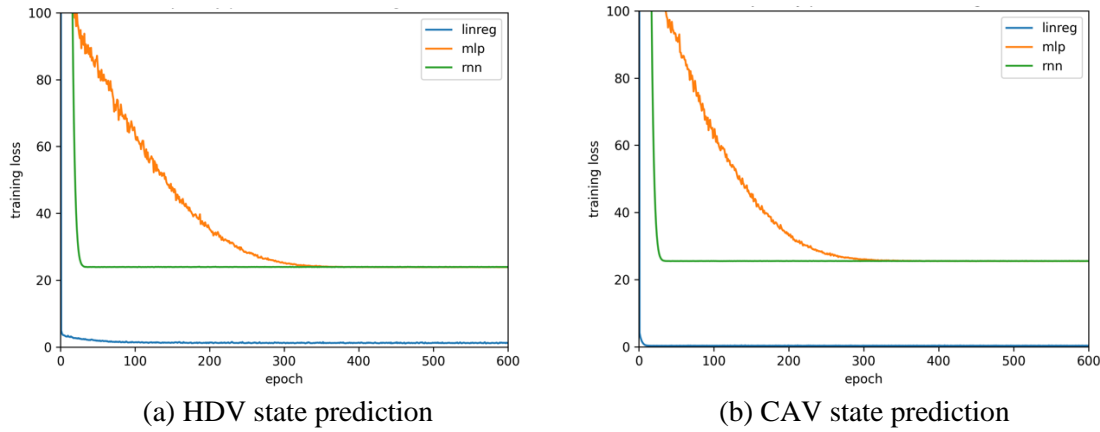 100
80
60
40
20
0
training loss
linreg
mlp
rnn
0 100 200 300 400 500 600
epoch
(a) HDV state prediction
100
80
60
40
20
0
training loss
linreg
mlp
rnn
0 100 200 300 400 500 600
epoch
(b) CAV state prediction